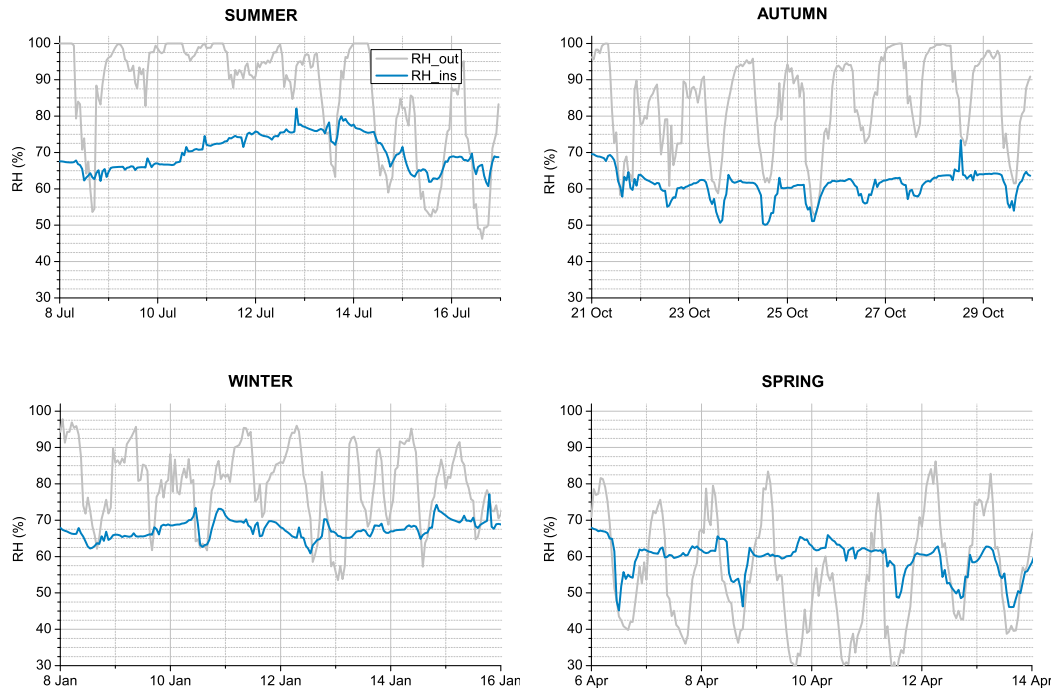 SUMMER
100
90
80
70
60
50
40
30
RH (%)
8 Jul
10 Jul
12 Jul
14 Jul
16 Jul
RH_out
RH_ins
AUTUMN
100
90
80
70
60
50
40
30
RH (%)
21 Oct
23 Oct
25 Oct
27 Oct
29 Oct
WINTER
100
90
80
70
60
50
40
30
RH (%)
8 Jan
10 Jan
12 Jan
14 Jan
16 Jan
SPRING
100
90
80
70
60
50
40
30
RH (%)
6 Apr
8 Apr
10 Apr
12 Apr
14 Apr